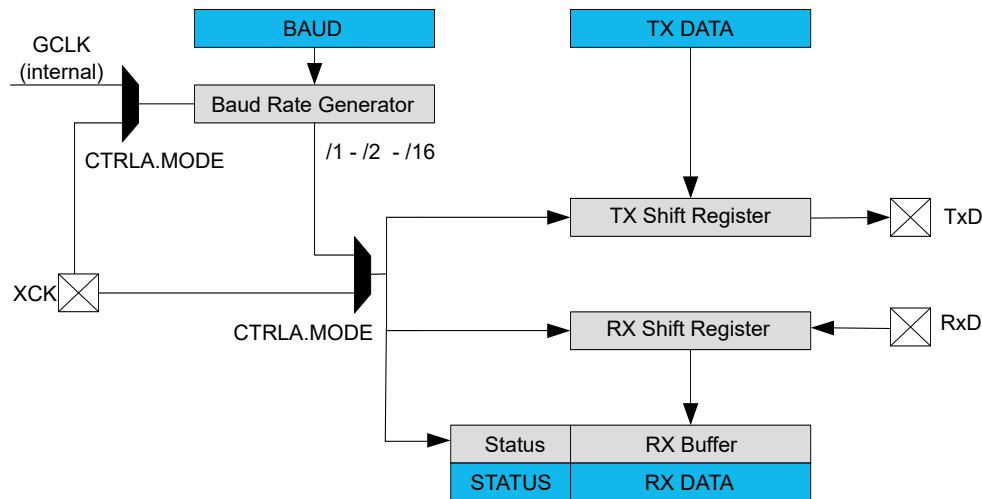 BAUD
TX DATA
GCLK
(internal)
Baud Rate Generator
/1 - /2 - /16
CTRLA.MODE
TX Shift Register
TxD
XCK
CTRLA.MODE
RX Shift Register
RxD
Status
RX Buffer
STATUS
RX DATA